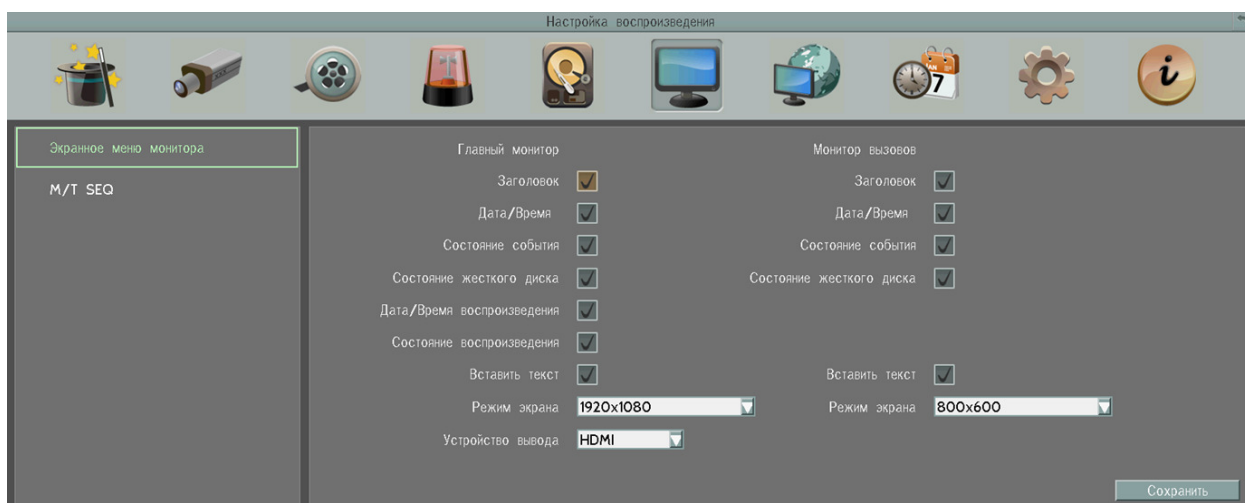 Настройка воспроизведения
JAN
7
i
Экранное меню монитора
M/T SEQ
Главный монитор Монитор вызовов
Заголовок Заголовок
Дата/Время Дата/Время
Состояние события Состояние события
Состояние жесткого диска Состояние жесткого диска
Дата/Время воспроизведения
Состояние воспроизведения
Вставить текст Вставить текст
Режим экрана 1920x1080 Режим экрана 800x600
Устройство вывода HDMI
Сохранить